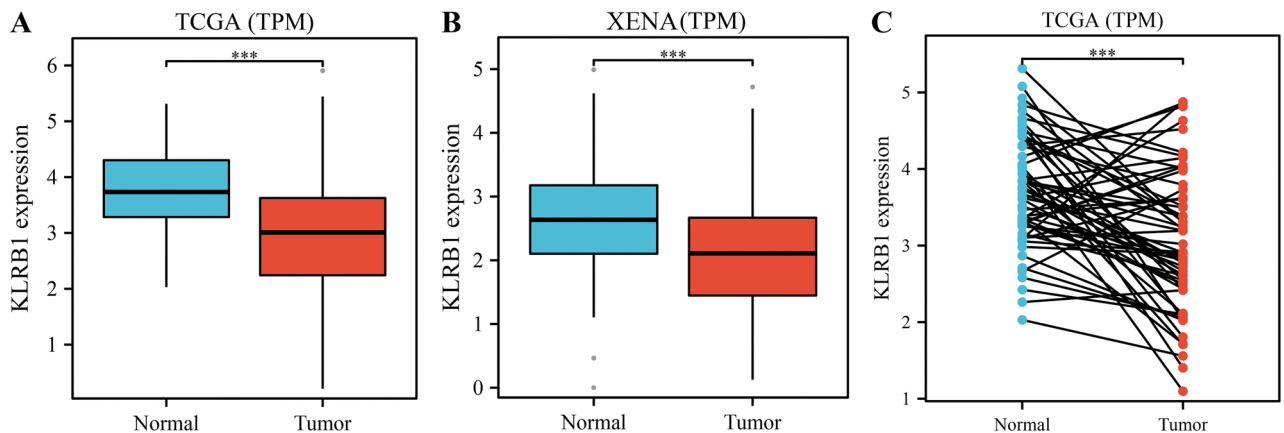 A
TCGA (TPM)
KLRB1 expression
6
5
4
3
2
1
***
Normal
Tumor
B
XENA(TPM)
KLRB1 expression
5
4
3
2
1
0
***
Normal
Tumor
C
TCGA (TPM)
KLRB1 expression
5
4
3
2
1
***
Normal
Tumor